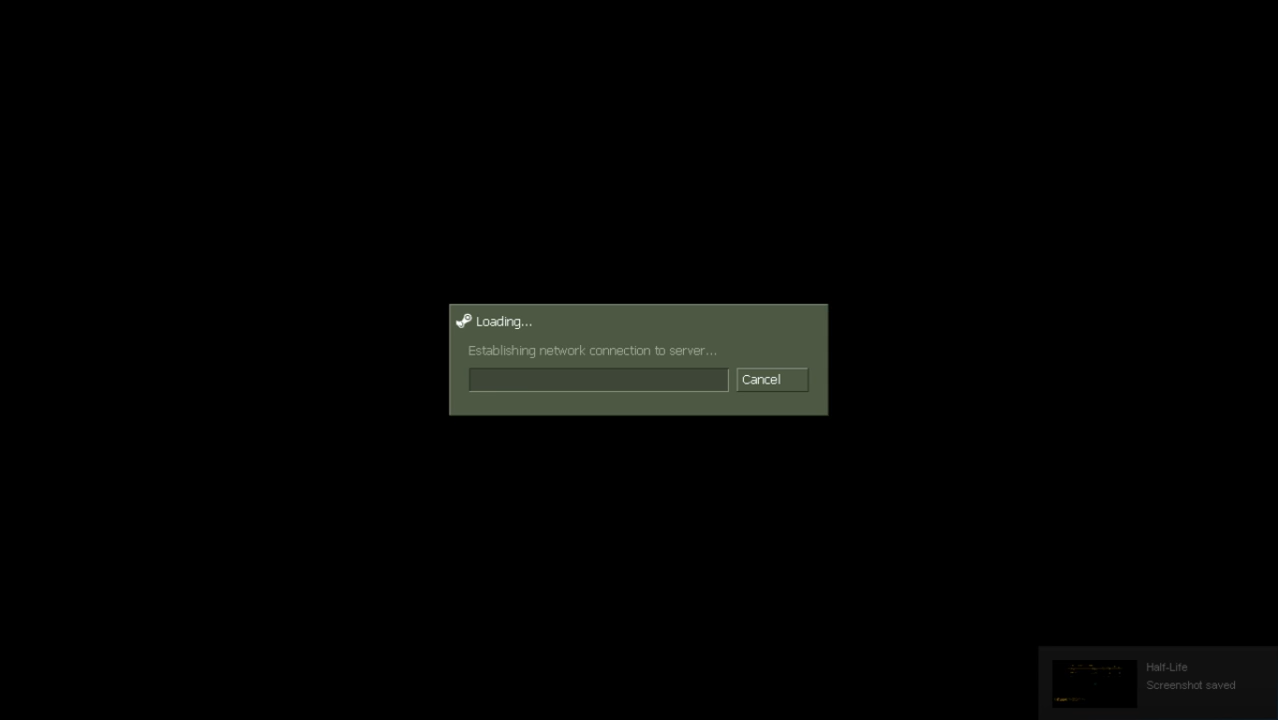 Loading...
Establishing network connection to server...
Cancel
Half-Life
Screenshot saved